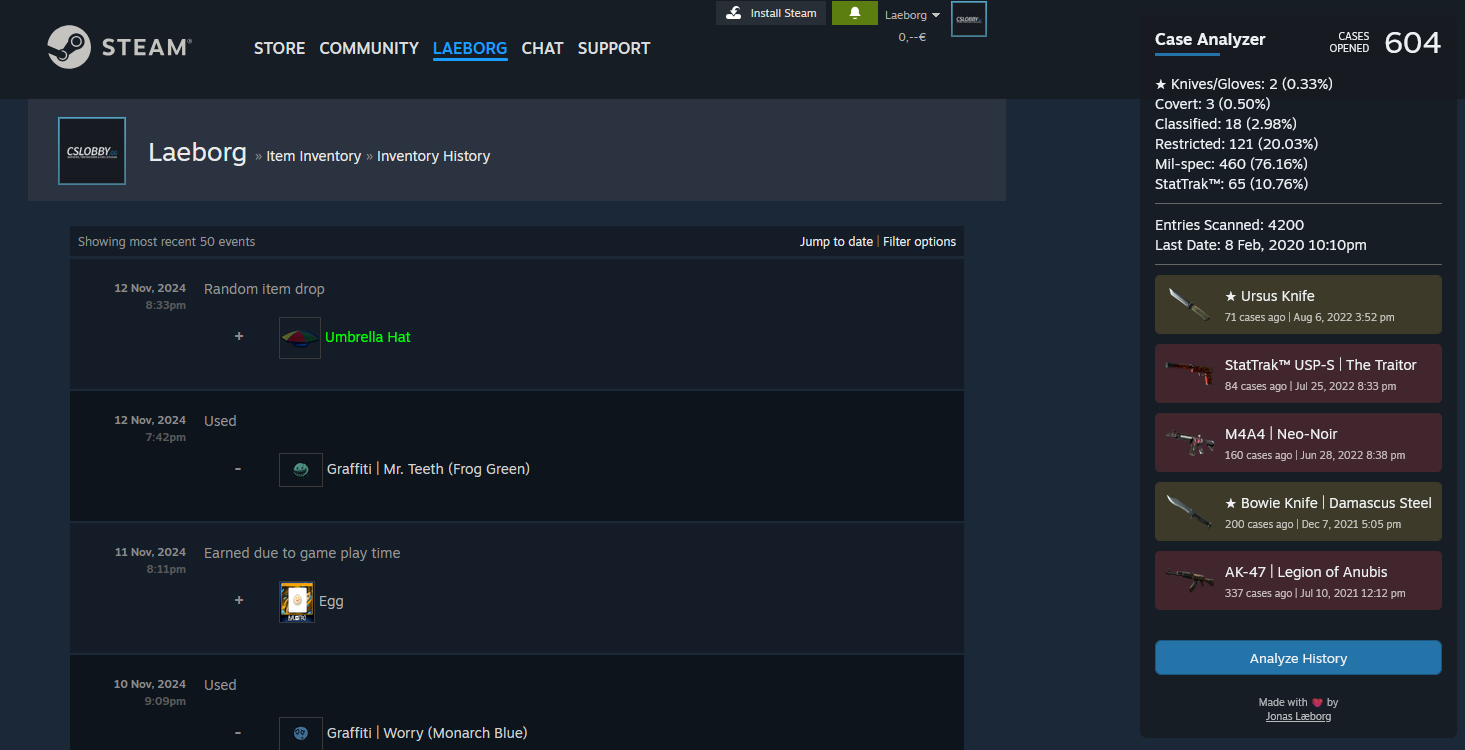 Install Steam
Laeborg
0,--€
CSLOBBY
STEAM®
STORE COMMUNITY LAEBORG CHAT SUPPORT
CSLOBBY
Laeborg » Item Inventory » Inventory History
Showing most recent 50 events
Jump to date | Filter options
12 Nov, 2024 Random item drop
8:33pm
+ Umbrella Hat
12 Nov, 2024 Used
7:42pm
- Graffiti | Mr. Teeth (Frog Green)
11 Nov, 2024 Earned due to game play time
8:11pm
+ Egg
10 Nov, 2024 Used
9:09pm
- Graffiti | Worry (Monarch Blue)
Case Analyzer
CASES OPENED 604
★ Knives/Gloves: 2 (0.33%)
Covert: 3 (0.50%)
Classified: 18 (2.98%)
Restricted: 121 (20.03%)
Mil-spec: 460 (76.16%)
StatTrak™: 65 (10.76%)
Entries Scanned: 4200
Last Date: 8 Feb, 2020 10:10pm
★ Ursus Knife
71 cases ago | Aug 6, 2022 3:52 pm
StatTrak™ USP-S | The Traitor
84 cases ago | Jul 25, 2022 8:33 pm
M4A4 | Neo-Noir
160 cases ago | Jun 28, 2022 8:38 pm
★ Bowie Knife | Damascus Steel
200 cases ago | Dec 7, 2021 5:05 pm
AK-47 | Legion of Anubis
337 cases ago | Jul 10, 2021 12:12 pm
Analyze History
Made with ❤ by
Jonas Læborg